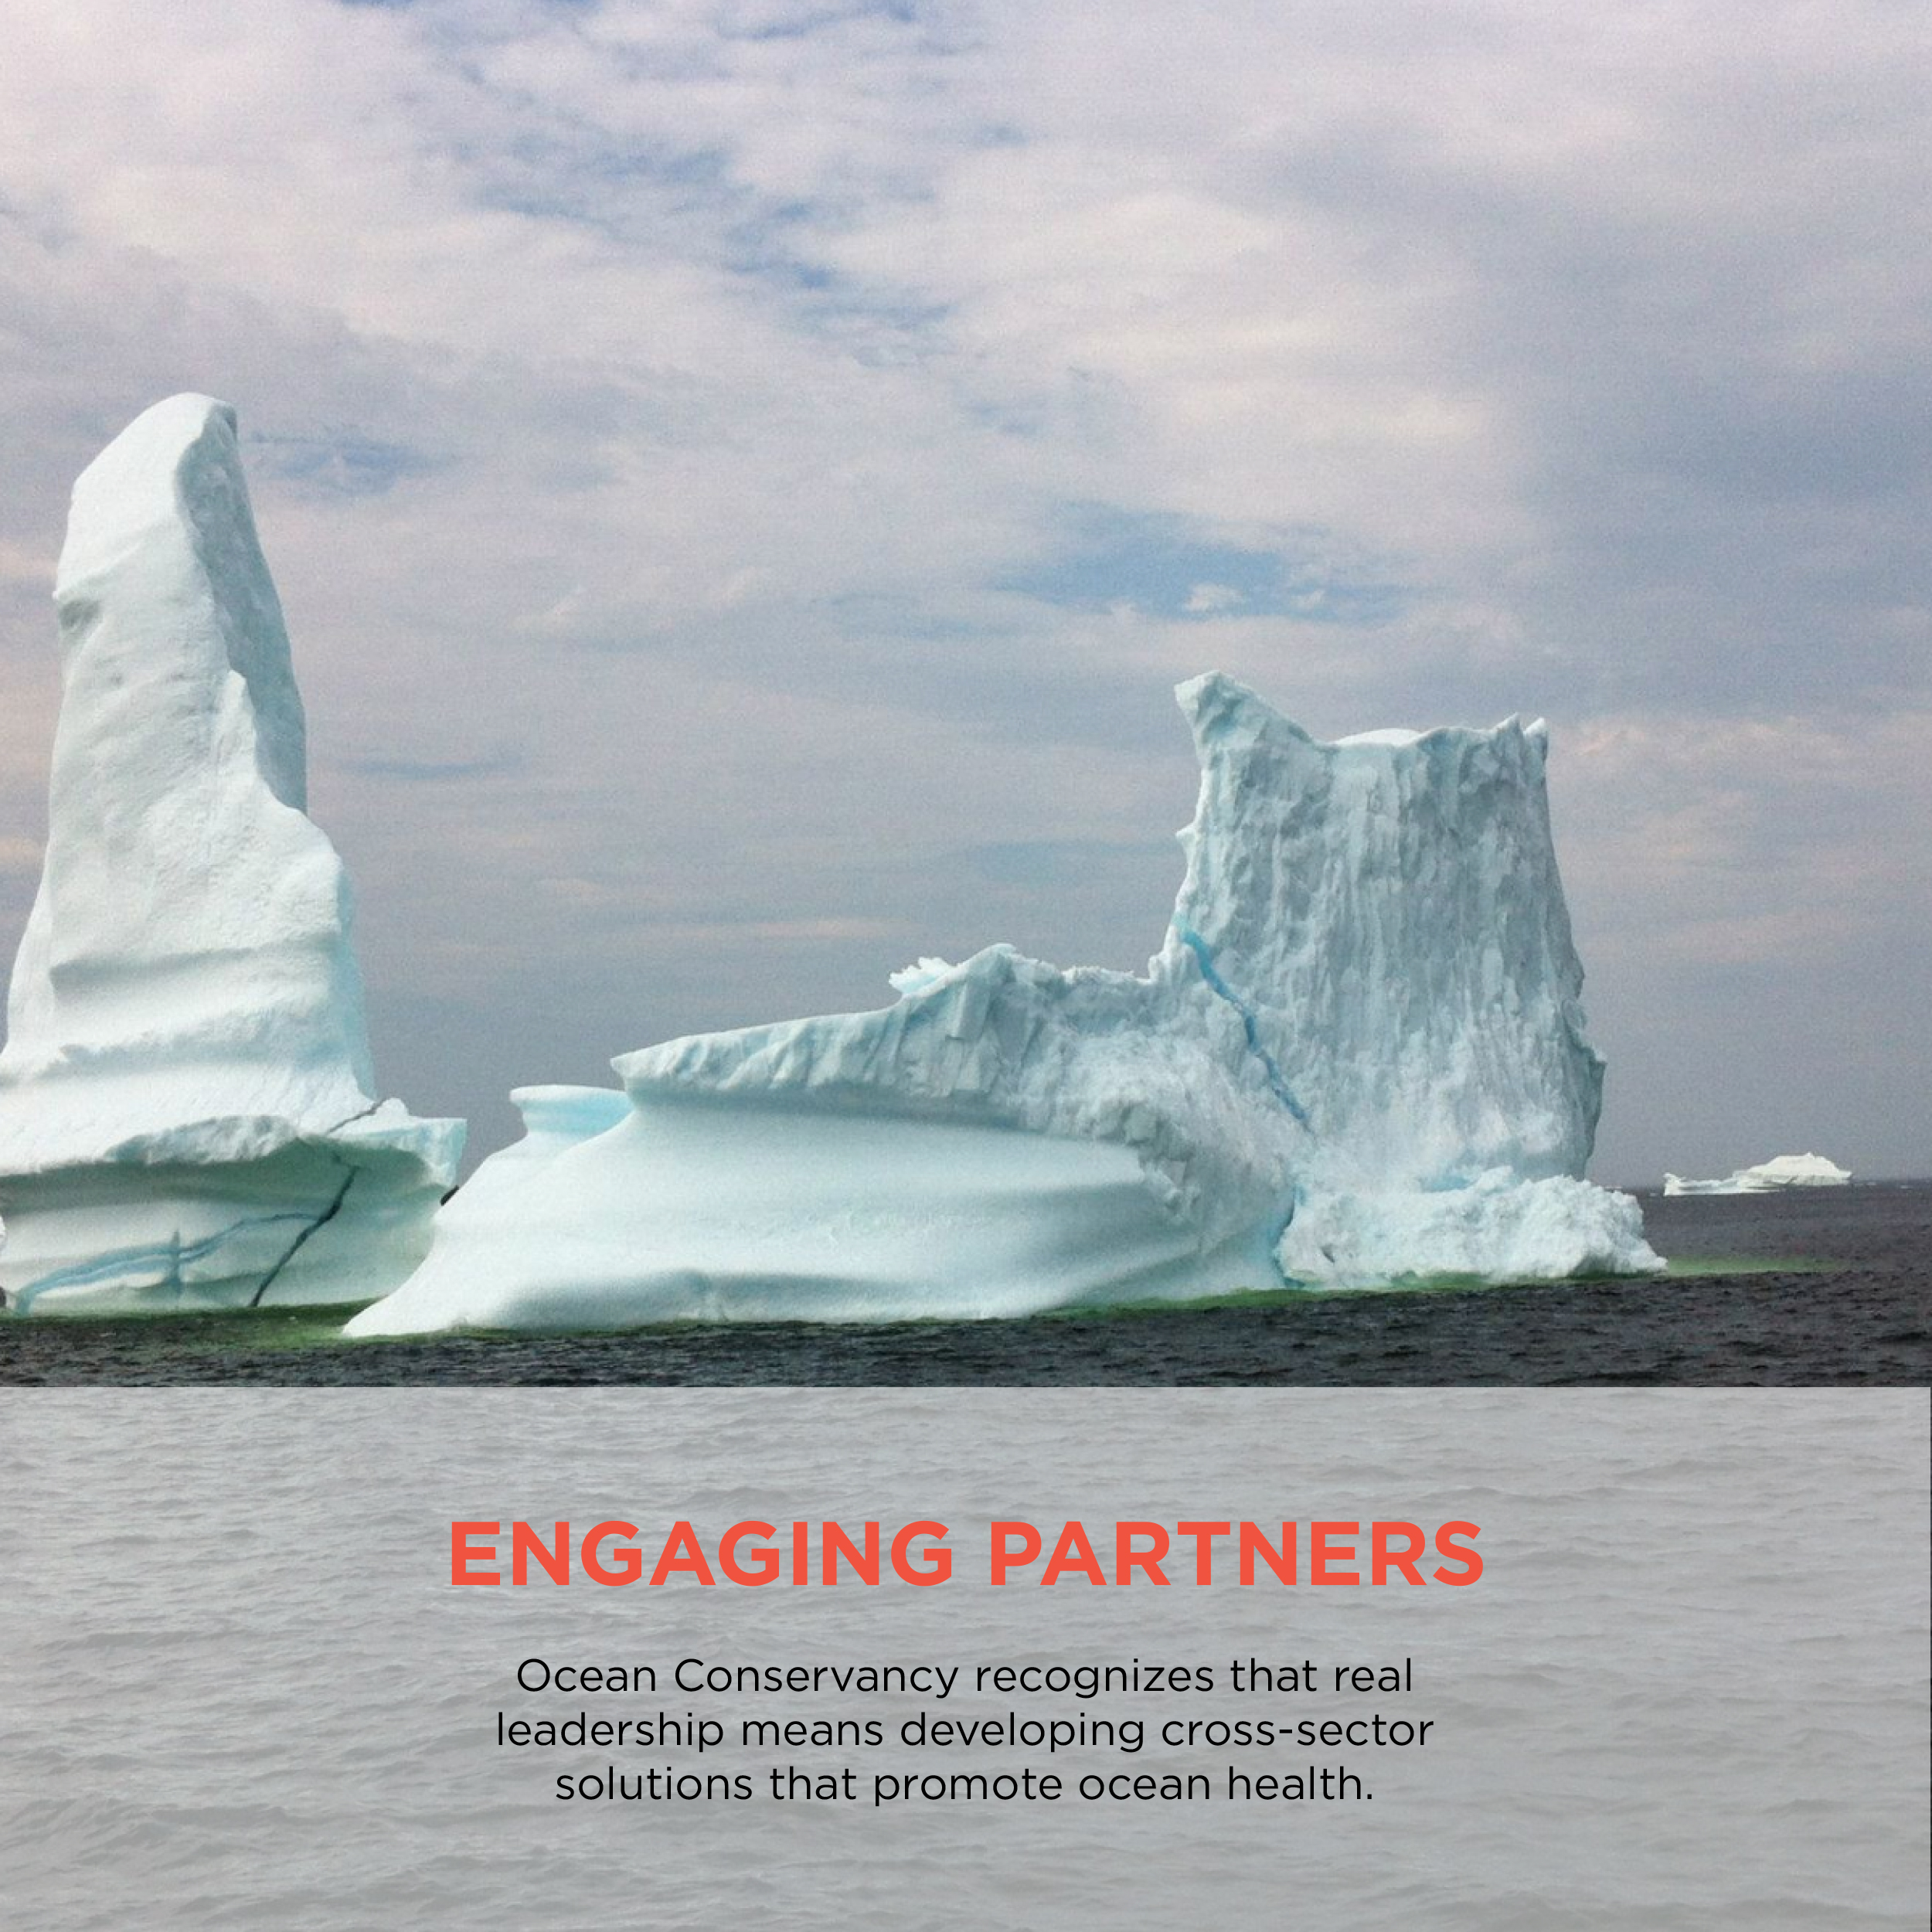 ENGAGING PARTNERS
Ocean Conservancy recognizes that real
leadership means developing cross-sector
solutions that promote ocean health.